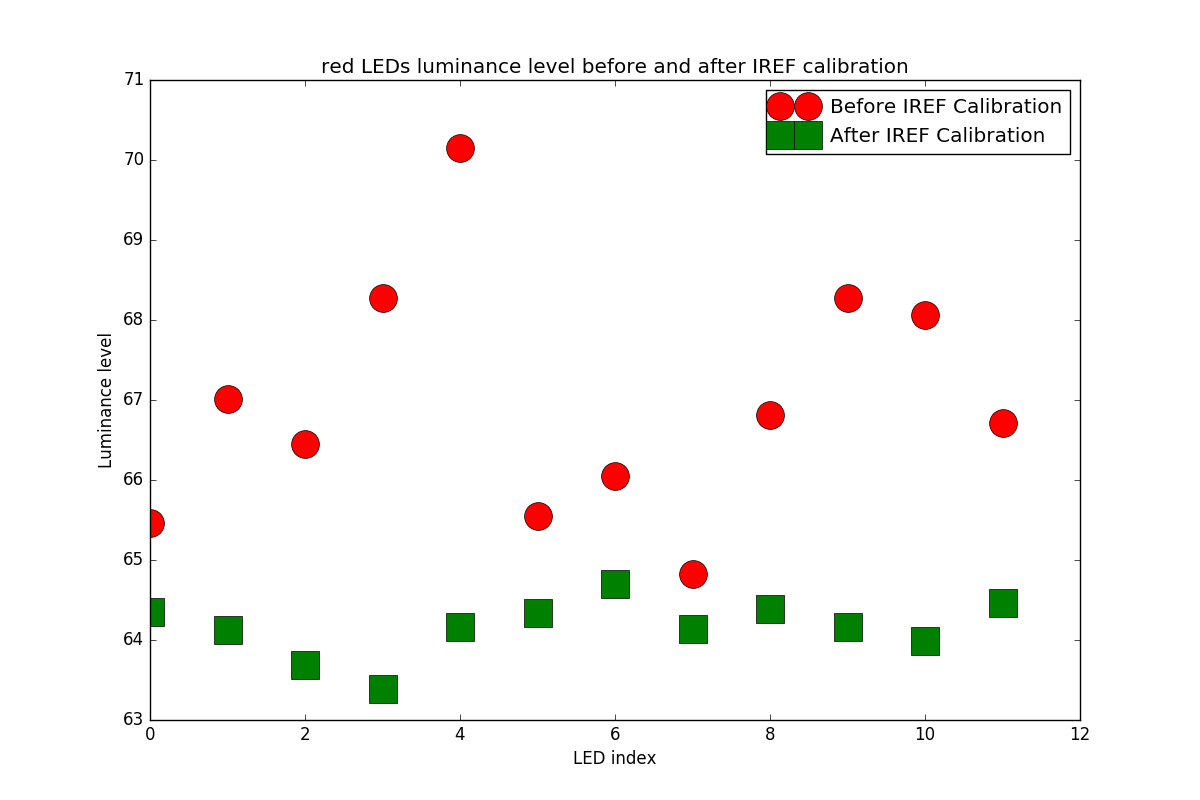 red LEDs luminance level before and after IREF calibration
71
70
69
68
67
66
65
64
63
Luminance level
Before IREF Calibration
After IREF Calibration
0 2 4 6 8 10 12
LED index